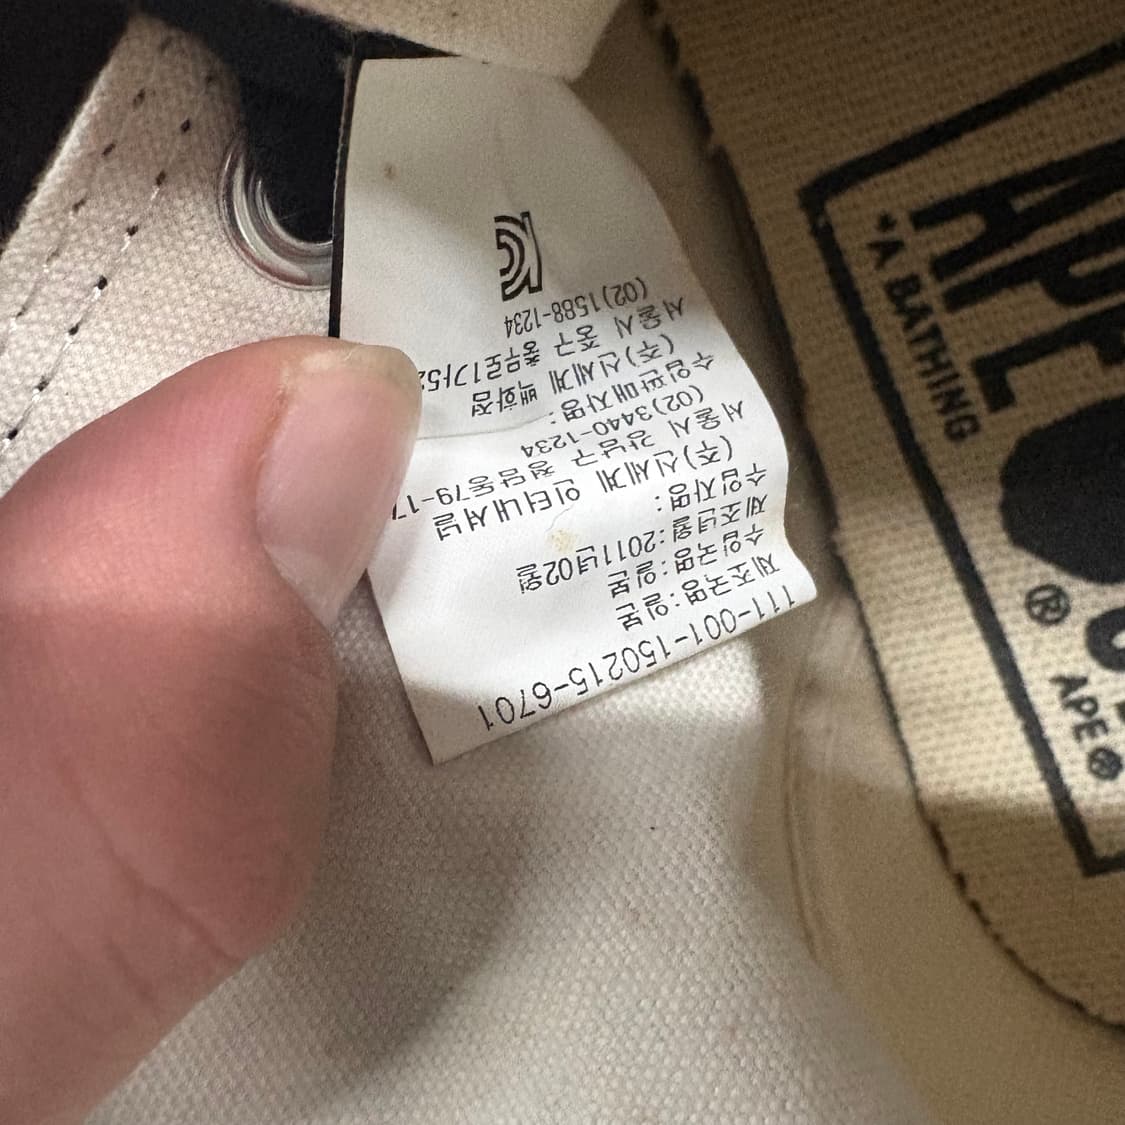 111-001-150215-6701
제조국명:일본
수입국명:일본
제조년월:2011년02월
수입자명:
(주)신세계 인터내셔널
서울시 강남구 청담동79-17
(02)3440-1234
수입판매자명:
(주)신세계 백화점
서울시 중구 충무로1가52
(02)1588-1234
KC
*A BATHING
APE
®
APE®